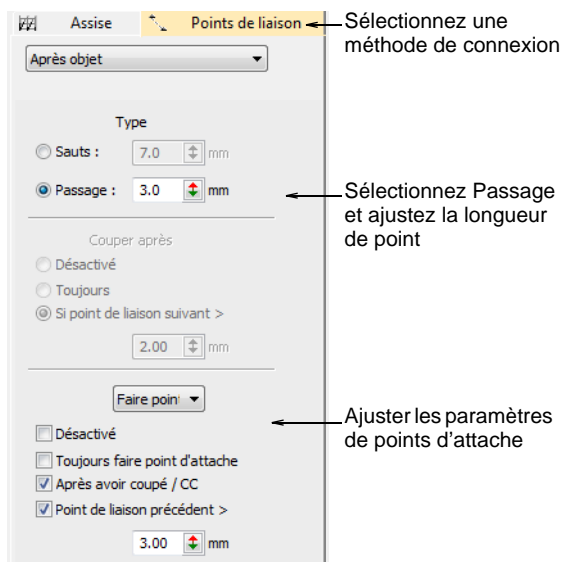 Assise
Points de liaison
Sélectionnez une
méthode de connexion
Après objet
Type
Sauts :
7.0
mm
Passage :
3.0
mm
Sélectionnez Passage
et ajustez la longueur
de point
Couper après
Désactivé
Toujours
Si point de liaison suivant >
2.00
mm
Faire poin
Ajuster les paramètres
de points d'attache
Désactivé
Toujours faire point d'attache
Après avoir coupé / CC
Point de liaison précédent >
3.00
mm